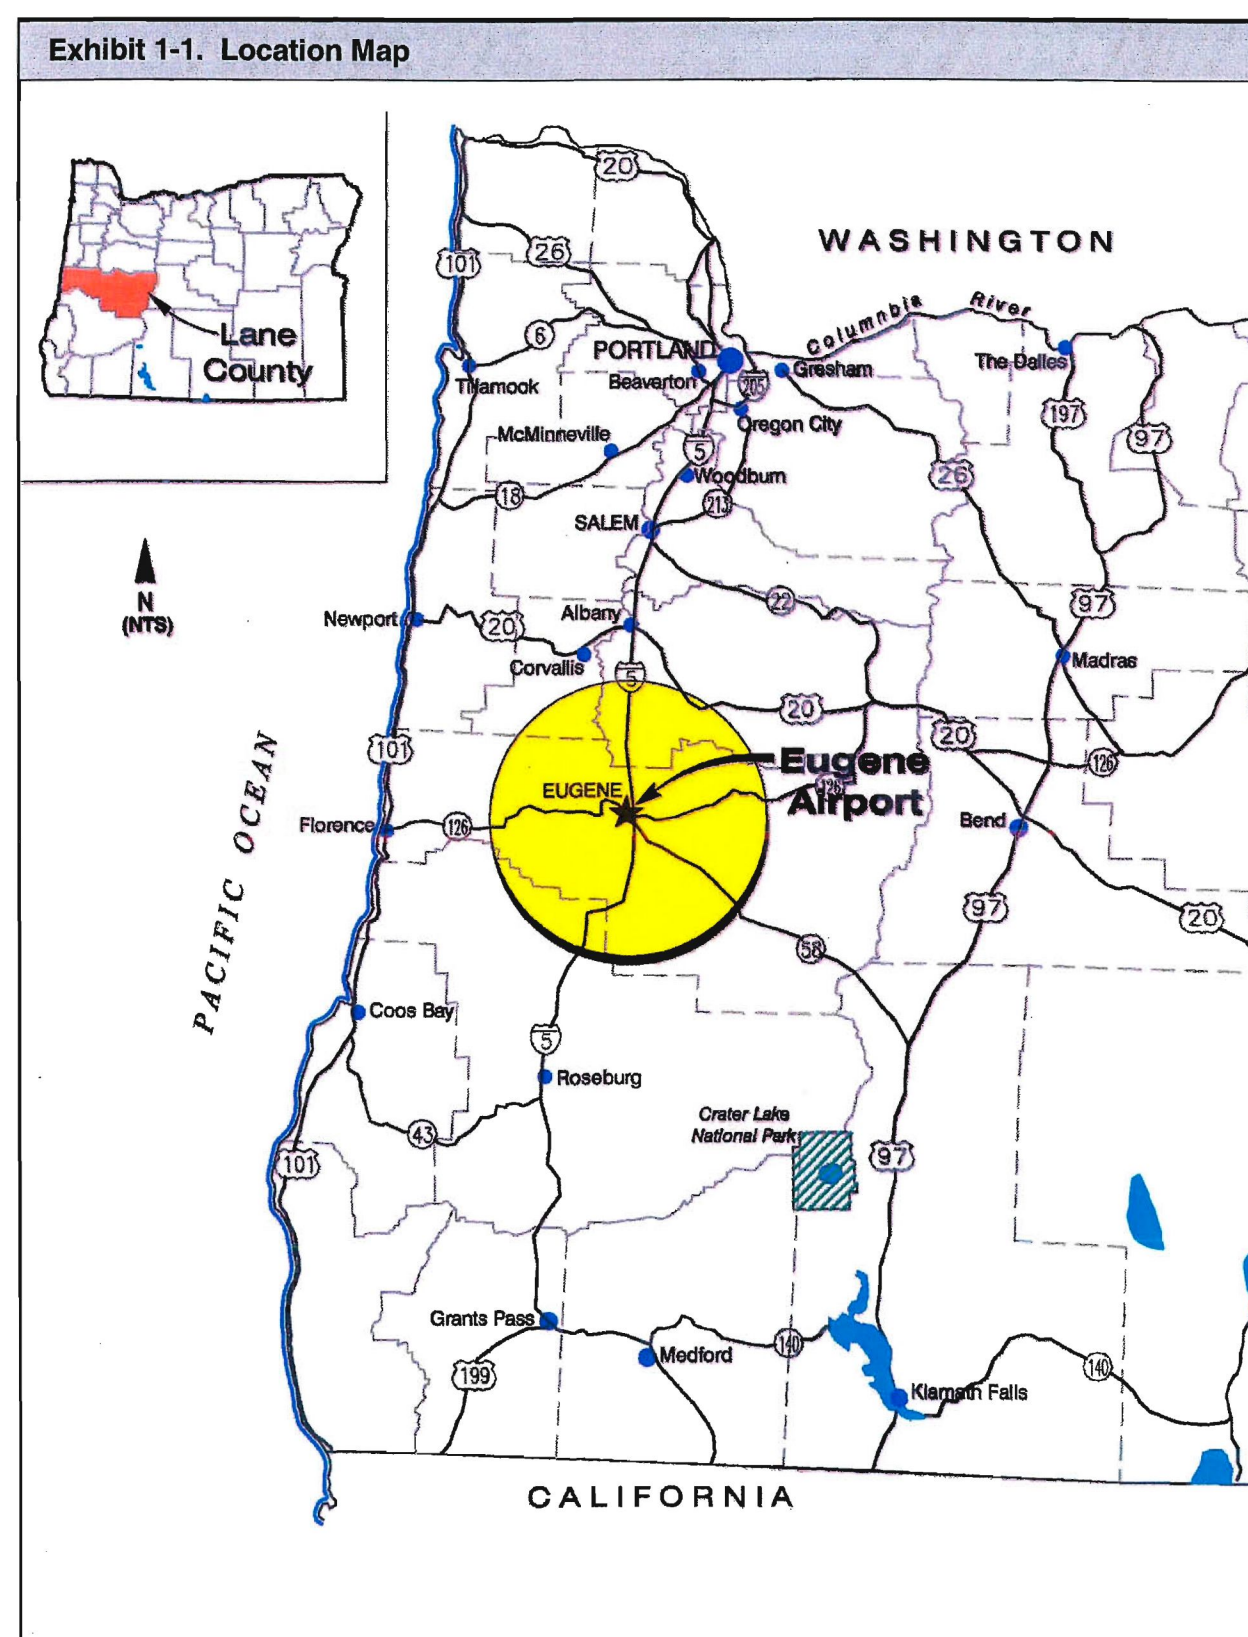 Exhibit 1-1. Location Map
Lane
County
N
(NTS)
WASHINGTON
Columnbia River
20
26
101
6
PORTLAND
205
Beaverton
Gresham
The Dalles
Tillamook
197
Oregon City
McMinneville
5
97
26
Woodburn
18
213
SALEM
22
97
Newport
20
Albany
Corvallis
Madras
5
20
20
101
126
Eugene
Airport
126
EUGENE
Florence
126
Bend
97
20
58
PACIFIC OCEAN
Coos Bay
5
Roseburg
Crater Lake
National Park
43
101
97
Grants Pass
140
Medford
140
199
Klamath Falls
CALIFORNIA